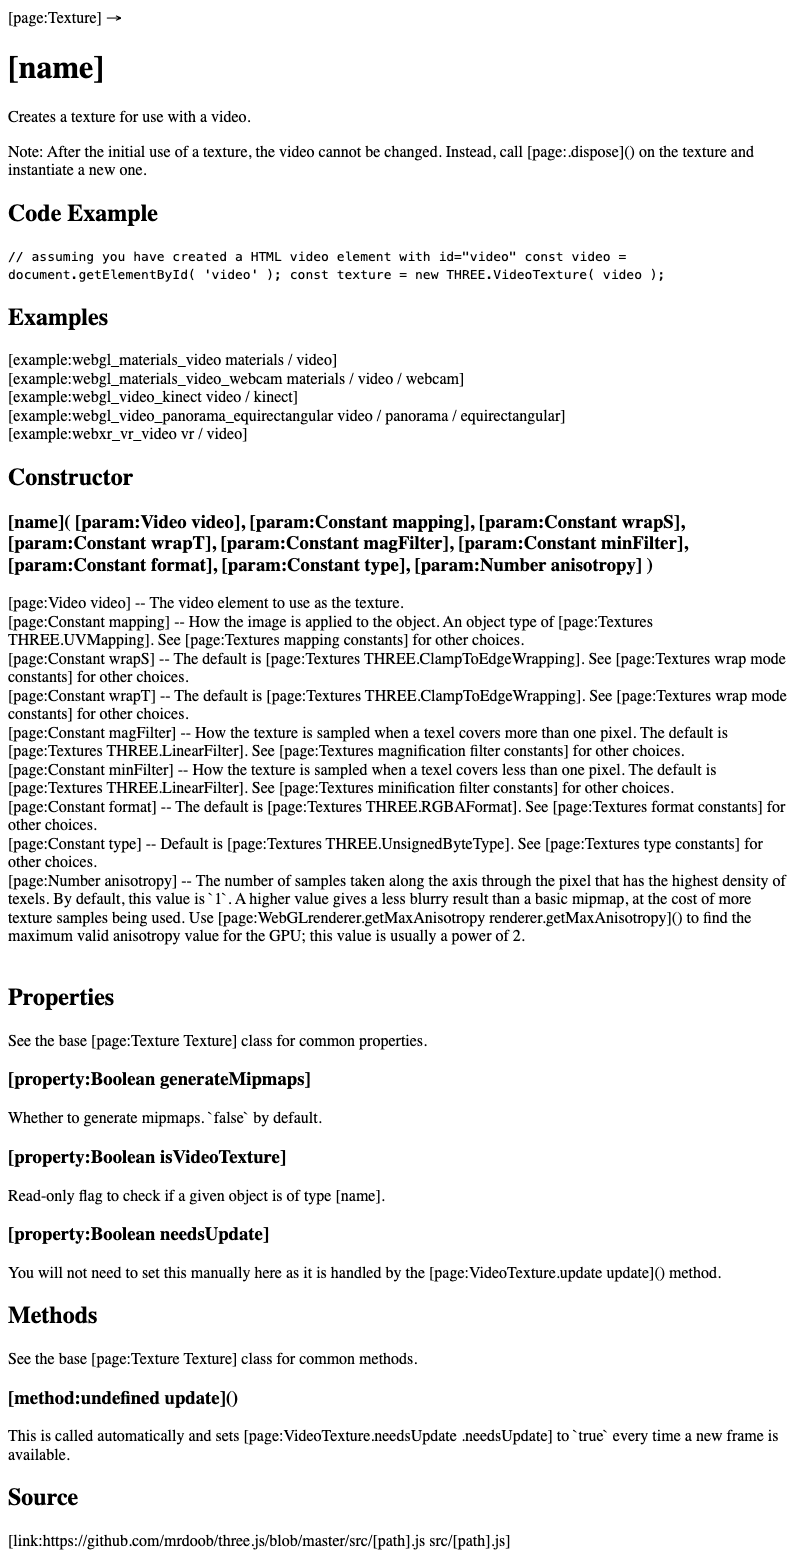 [page:Texture] →
[name]
Creates a texture for use with a video.
Note: After the initial use of a texture, the video cannot be changed. Instead, call [page:.dispose]() on the texture and
instantiate a new one.
Code Example
// assuming you have created a HTML video element with id="video" const video =
document.getElementById( 'video' ); const texture = new THREE.VideoTexture( video );
Examples
[example:webgl_materials_video materials / video]
[example:webgl_materials_video_webcam materials / video / webcam]
[example:webgl_video_kinect video / kinect]
[example:webgl_video_panorama_equirectangular video / panorama / equirectangular]
[example:webxr_vr_video vr / video]
Constructor
[name]( [param:Video video], [param:Constant mapping], [param:Constant wrapS],
[param:Constant wrapT], [param:Constant magFilter], [param:Constant minFilter],
[param:Constant format], [param:Constant type], [param:Number anisotropy] )
[page:Video video] -- The video element to use as the texture.
[page:Constant mapping] -- How the image is applied to the object. An object type of [page:Textures
THREE.UVMapping]. See [page:Textures mapping constants] for other choices.
[page:Constant wrapS] -- The default is [page:Textures THREE.ClampToEdgeWrapping]. See [page:Textures wrap mode
constants] for other choices.
[page:Constant wrapT] -- The default is [page:Textures THREE.ClampToEdgeWrapping]. See [page:Textures wrap mode
constants] for other choices.
[page:Constant magFilter] -- How the texture is sampled when a texel covers more than one pixel. The default is
[page:Textures THREE.LinearFilter]. See [page:Textures magnification filter constants] for other choices.
[page:Constant minFilter] -- How the texture is sampled when a texel covers less than one pixel. The default is
[page:Textures THREE.LinearFilter]. See [page:Textures minification filter constants] for other choices.
[page:Constant format] -- The default is [page:Textures THREE.RGBAFormat]. See [page:Textures format constants] for
other choices.
[page:Constant type] -- Default is [page:Textures THREE.UnsignedByteType]. See [page:Textures type constants] for
other choices.
[page:Number anisotropy] -- The number of samples taken along the axis through the pixel that has the highest density of
texels. By default, this value is `1`. A higher value gives a less blurry result than a basic mipmap, at the cost of more
texture samples being used. Use [page:WebGLrenderer.getMaxAnisotropy renderer.getMaxAnisotropy]() to find the
maximum valid anisotropy value for the GPU; this value is usually a power of 2.
Properties
See the base [page:Texture Texture] class for common properties.
[property:Boolean generateMipmaps]
Whether to generate mipmaps. `false` by default.
[property:Boolean isVideoTexture]
Read-only flag to check if a given object is of type [name].
[property:Boolean needsUpdate]
You will not need to set this manually here as it is handled by the [page:VideoTexture.update update]() method.
Methods
See the base [page:Texture Texture] class for common methods.
[method:undefined update]()
This is called automatically and sets [page:VideoTexture.needsUpdate .needsUpdate] to `true` every time a new frame is
available.
Source
[link:https://github.com/mrdoob/three.js/blob/master/src/[path].js src/[path].js]